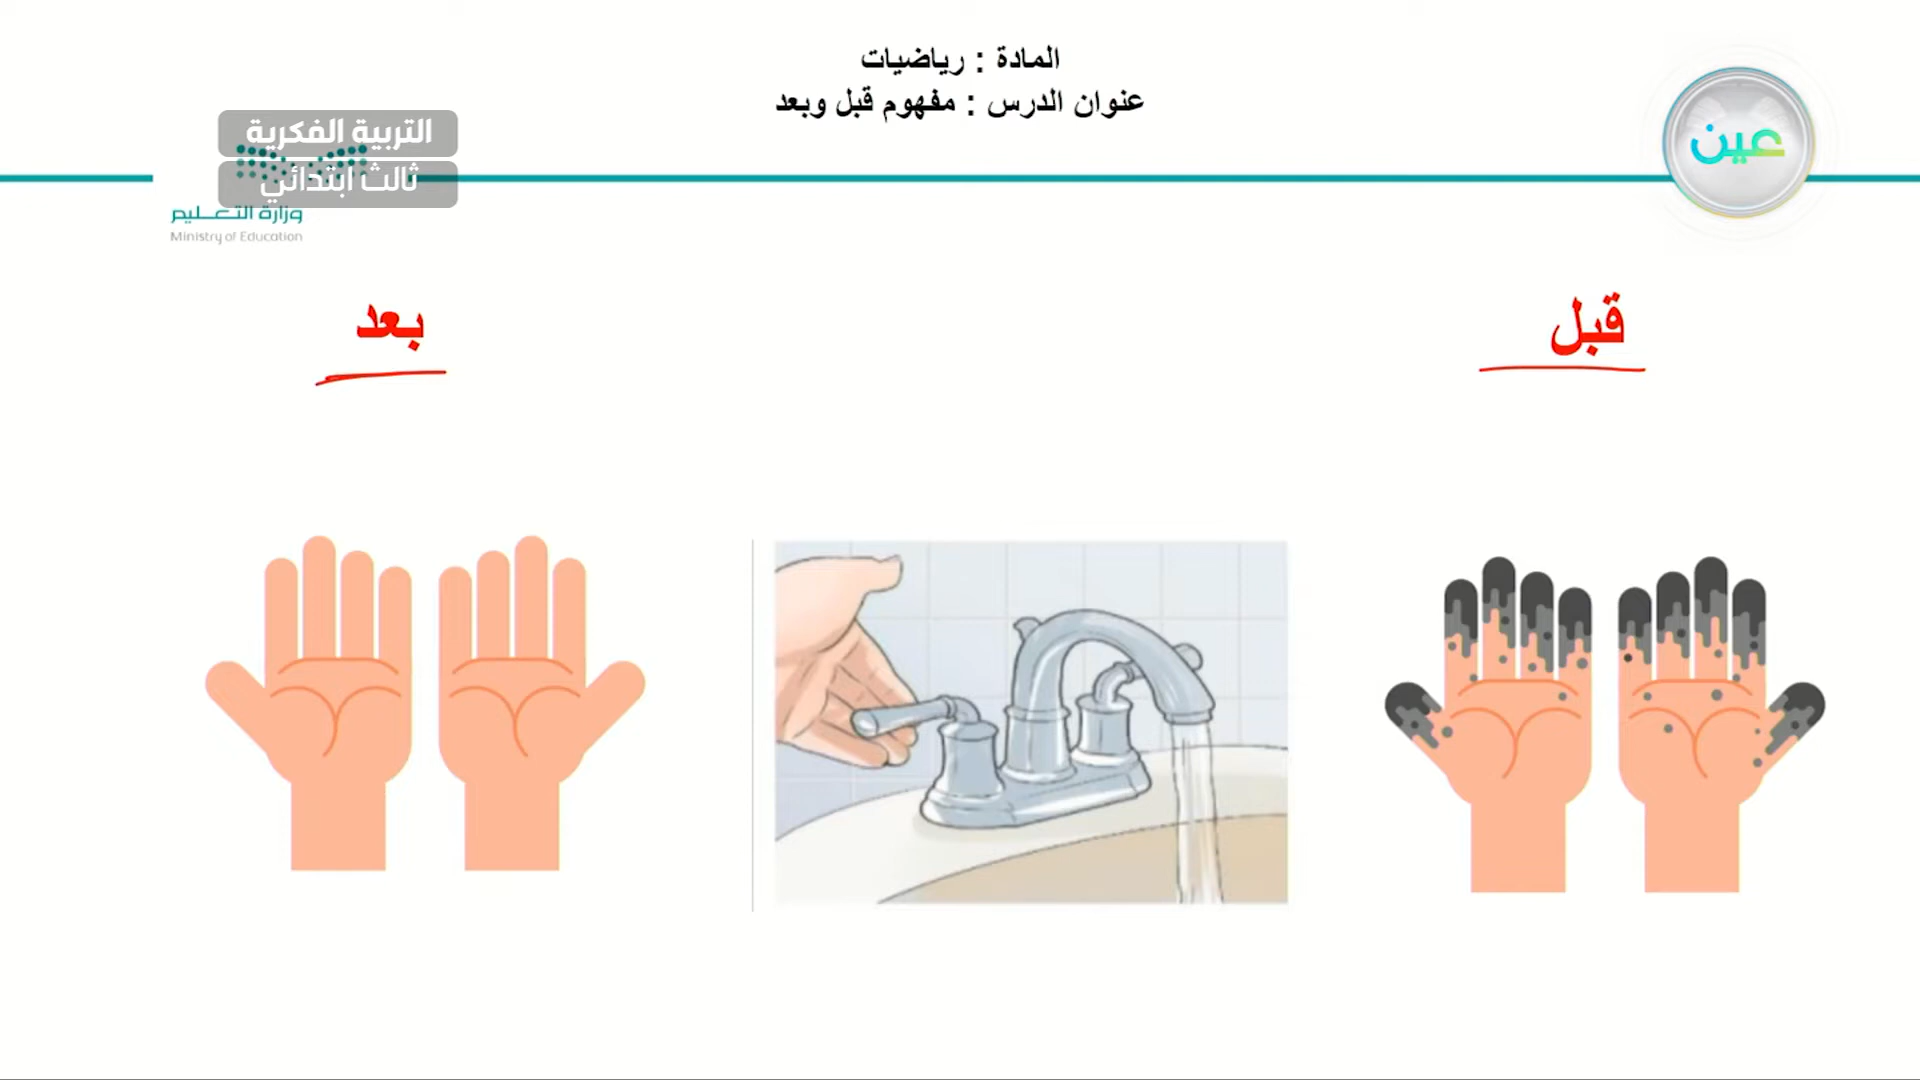 المادة : رياضيات
عنوان الدرس : مفهوم قبل وبعد
عين
التربية الفكرية
ثالث ابتدائي
وزارة التعليم
Ministry of Education
قبل
بعد